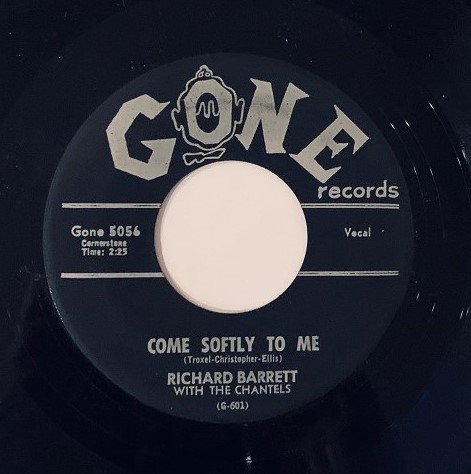 GONE
records
Gone 5056
Cornerstone
Time: 2:25
Vocal
COME SOFTLY TO ME
(Troxel-Christopher-Ellis)
RICHARD BARRETT
WITH THE CHANTELS
(G-601)